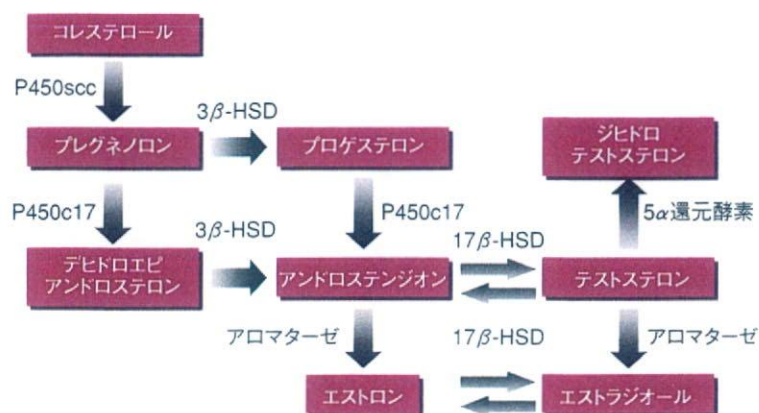 コレステロール
P450scc
3β-HSD
プレグネノロン
プロゲステロン
ジヒドロ
テストステロン
P450c17
3β-HSD
P450c17
17β-HSD
5α還元酵素
デヒドロエピ
アンドロステロン
アンドロステンジオン
テストステロン
アロマターゼ
17β-HSD
アロマターゼ
エストロン
エストラジオール